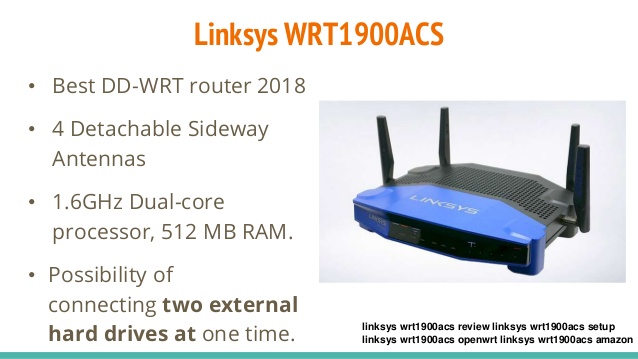 Linksys WRT1900ACS
• Best DD-WRT router 2018
• 4 Detachable Sideway
Antennas
• 1.6GHz Dual-core
processor, 512 MB RAM.
• Possibility of
connecting two external
hard drives at one time.
LINKSYS
linksys wrt1900acs review linksys wrt1900acs setup
linksys wrt1900acs openwrt linksys wrt1900acs amazon